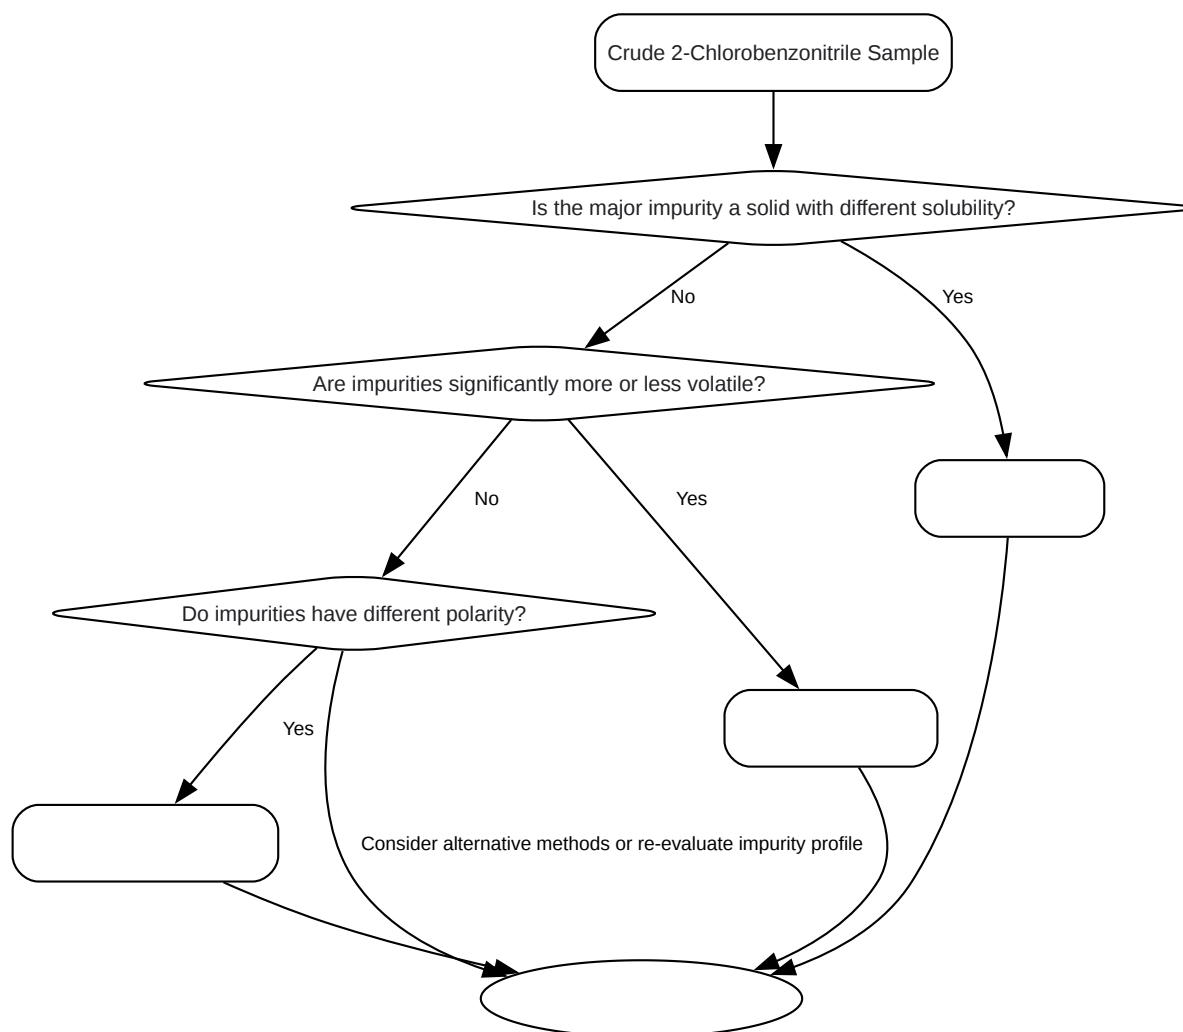 Crude 2-Chlorobenzonitrile Sample
Is the major impurity a solid with different solubility?
No
Yes
Are impurities significantly more or less volatile?
No
Yes
Do impurities have different polarity?
Yes
Consider alternative methods or re-evaluate impurity profile